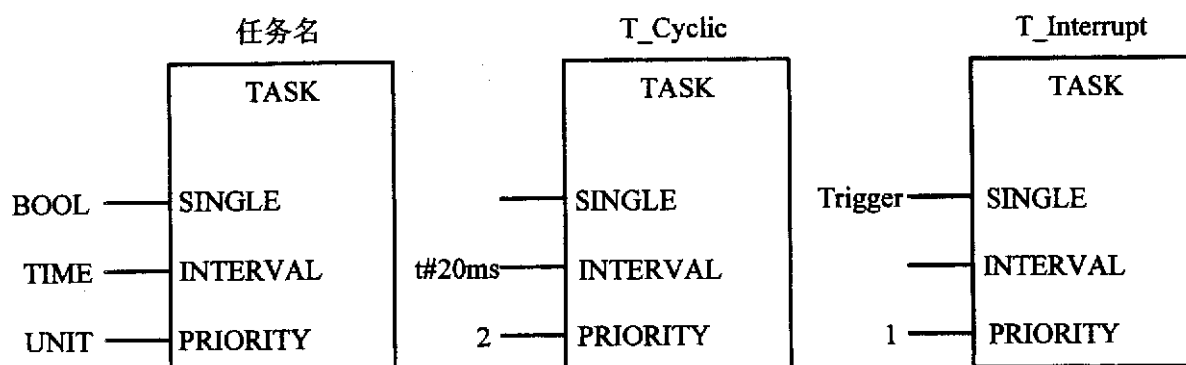 任务名
TASK
BOOL SINGLE
TIME INTERVAL
UNIT PRIORITY
T_Cyclic
TASK
SINGLE
t#20ms INTERVAL
2 PRIORITY
T_Interrupt
TASK
Trigger SINGLE
INTERVAL
1 PRIORITY